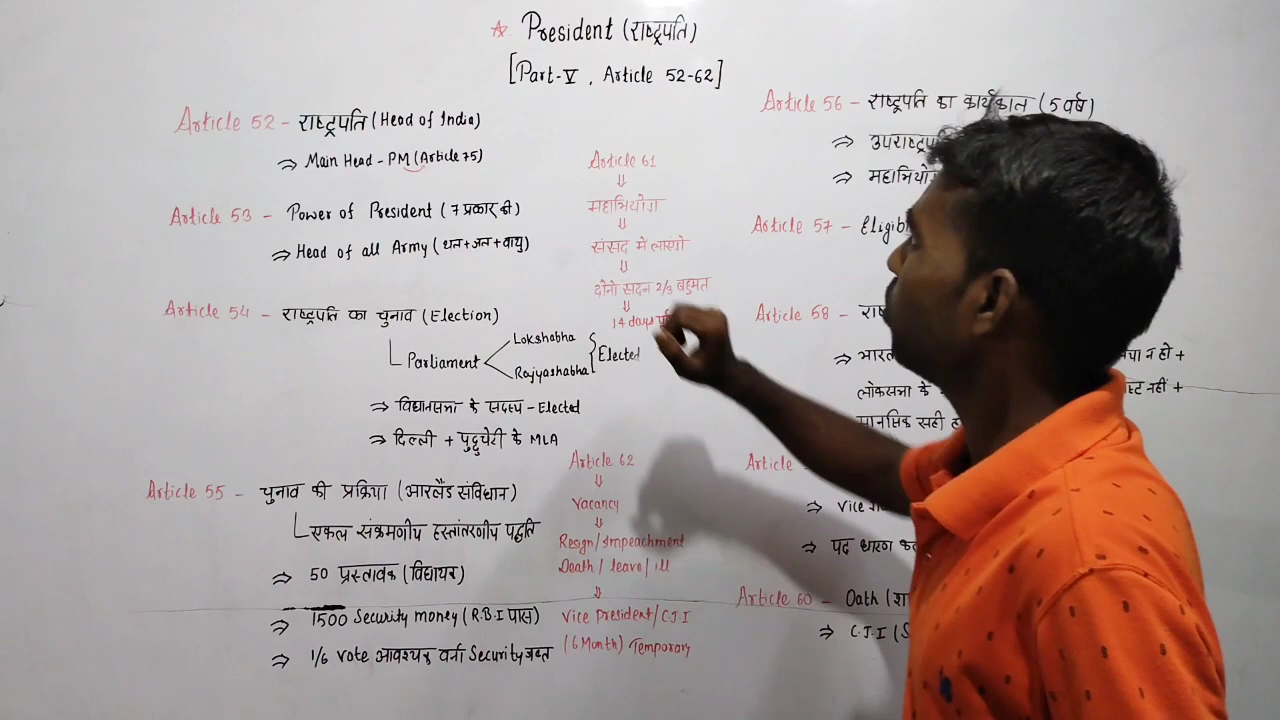 President (राष्ट्रपति)
[Part-V, Article 52-62]
Article 52 - राष्ट्रपति (Head of India)
⇒ Main Head - PM (Article 75)
Article 53 - Power of President (7 प्रकार की)
⇒ Head of all Army (थल+जल+वायु)
Article 54 - राष्ट्रपति का चुनाव (Election)
Parliament
Lokshabha
Rajyashabha
Elected
⇒ विधानसभा के सदस्य - Elected
⇒ दिल्ली + पुदुचेरी के MLA
Article 55 - चुनाव की प्रक्रिया (आरलैंड संविधान)
एकल संक्रमणीय हस्तांतरणीय पद्धति
⇒ 50 प्रस्तावक (विधायक)
⇒ 1500 Security money (R.B.I पास)
⇒ 1/6 vote आवश्यक वर्ना Security जब्त
Article 61
⇓
महाभियोग
⇓
संसद में लाएंगे
⇓
दोनो सदन 2/3 बहुमत
⇓
14 days
Article 62
⇓
Vacancy
⇓
Resign/Impeachment
Death/leave/ill
⇓
Vice president/C.J.I
(6 Month) Temporary
Article 56 - राष्ट्रपति का कार्यकाल (5 वर्ष)
⇒
⇒
Article 57 -
Article 58 -
⇒ न हो +
लोकसभा के नहीं +
मानसिक सही
Article
⇒ Vice
⇒ पद धारण
Article 60 - Oath
⇒ C.J.I